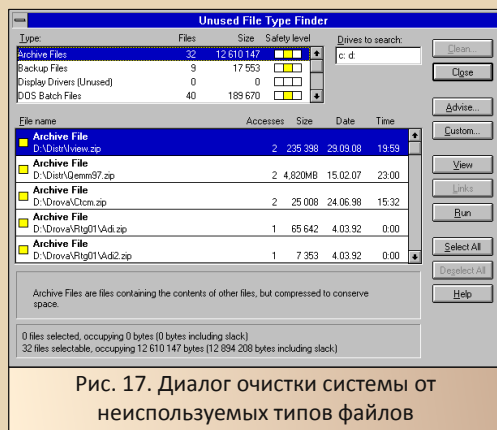 Unused File Type Finder
Type: Files Size Safety level Drives to search:
Archive Files 32 12 610 147 c: d:
Backup Files 9 17 553
Display Drivers (Unused) 0 0
DOS Batch Files 40 189 670
Clean...
Close
Advise...
Custom...
View
Links
Run
Select All
Deselect All
Help
File name Accesses Size Date Time
Archive File
D:\Distr\Iview.zip 2 235 398 29.09.08 19:59
Archive File
D:\Distr\Qemm97.zip 2 4,820MB 15.02.07 23:00
Archive File
D:\Drova\Ctcm.zip 2 25 008 24.06.98 15:32
Archive File
D:\Drova\Rtg01\Adi.zip 1 65 642 4.03.92 0:00
Archive File
D:\Drova\Rtg01\Adi2.zip 1 7 353 4.03.92 0:00
Archive Files are files containing the contents of other files, but compressed to conserve
space.
0 files selected, occupying 0 bytes (0 bytes including slack)
32 files selectable, occupying 12 610 147 bytes (12 894 208 bytes including slack)
Рис. 17. Диалог очистки системы от
неиспользуемых типов файлов